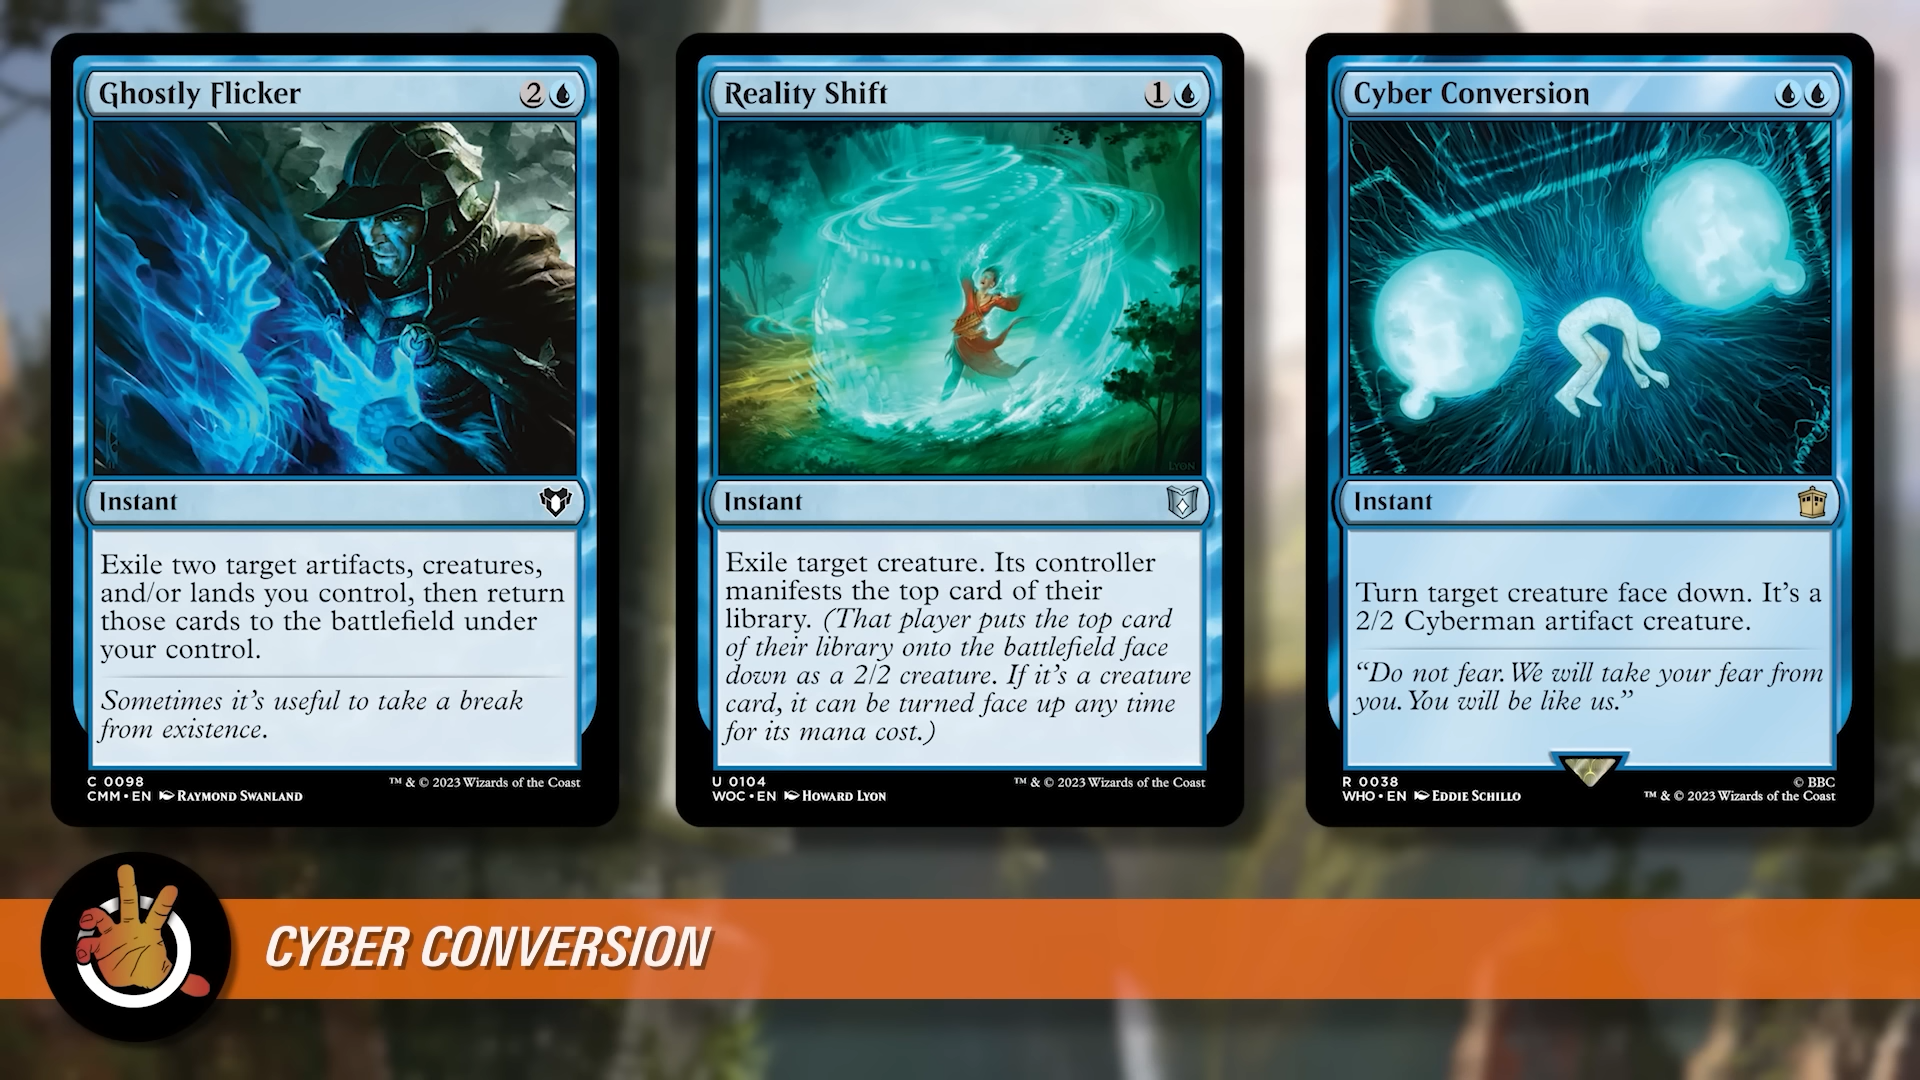 Ghostly Flicker
2
Instant
Exile two target artifacts, creatures,
and/or lands you control, then return
those cards to the battlefield under
your control.
Sometimes it's useful to take a break
from existence.
C 0098
CMM • EN RAYMOND SWANLAND
™ & © 2023 Wizards of the Coast
Reality Shift
1
LYON
Instant
Exile target creature. Its controller
manifests the top card of their
library. (That player puts the top card
of their library onto the battlefield face
down as a 2/2 creature. If it's a creature
card, it can be turned face up any time
for its mana cost.)
U 0104
WOC • EN HOWARD LYON
™ & © 2023 Wizards of the Coast
Cyber Conversion
Instant
Turn target creature face down. It's a
2/2 Cyberman artifact creature.
“Do not fear. We will take your fear from
you. You will be like us.”
R 0038
WHO • EN EDDIE SCHILLO
© BBC
™ & © 2023 Wizards of the Coast
CYBER CONVERSION